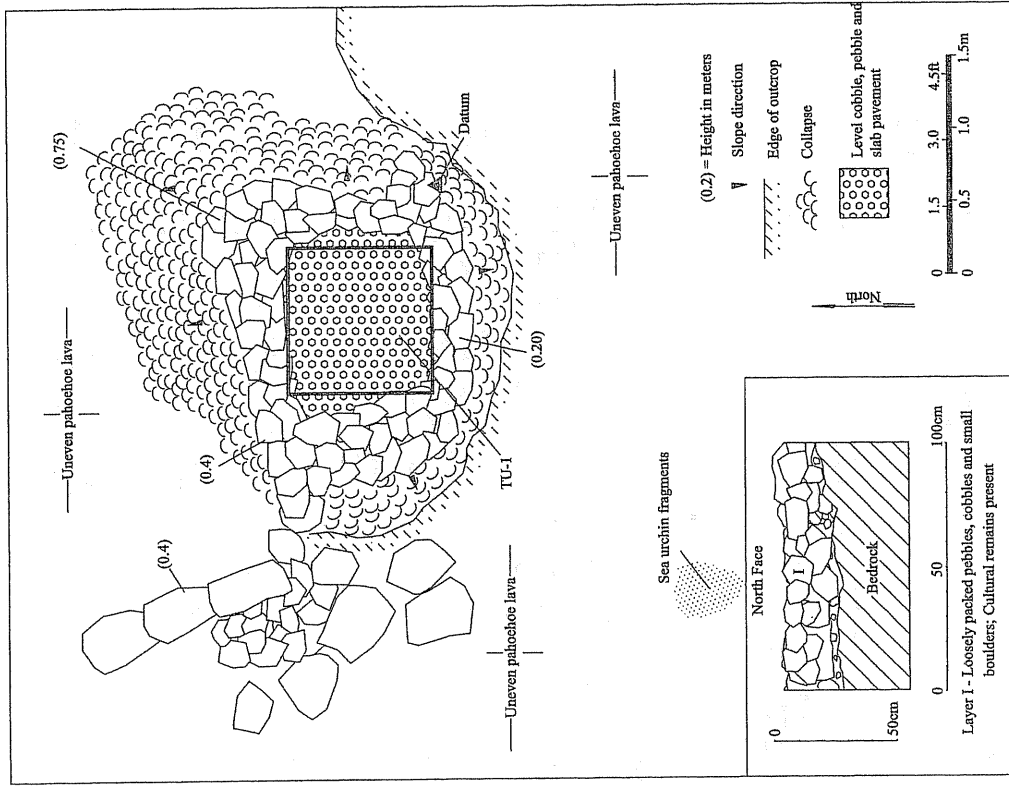 Uneven pahoehoe lava
(0.75)
(0.4)
(0.4)
Datum
(0.20)
TU-1
Uneven pahoehoe lava
Uneven pahoehoe lava
Sea urchin fragments
(0.2) = Height in meters
Slope direction
Edge of outcrop
Collapse
Level cobble, pebble and
slab pavement
North
0 1.5 3.0 4.5ft
0 0.5 1.0 1.5m
North Face
0
50cm
I
Bedrock
0 50 100cm
Layer I - Loosely packed pebbles, cobbles and small
boulders; Cultural remains present